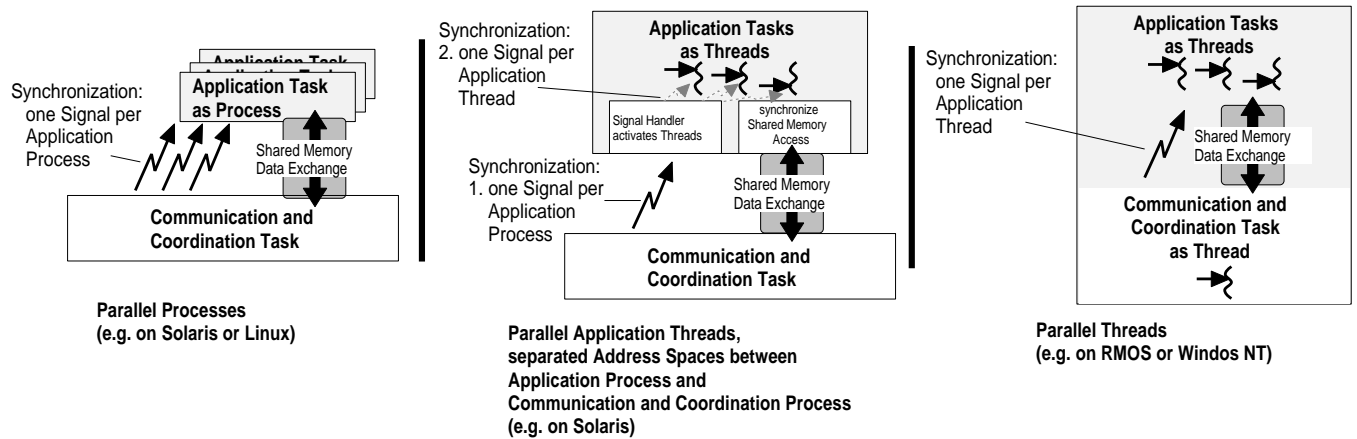 Application Task
Application Task
Application Task
as Process
Synchronization:
one Signal per
Application
Process
Shared Memory
Data Exchange
Communication and
Coordination Task
Parallel Processes
(e.g. on Solaris or Linux)
Synchronization:
2. one Signal per
Application
Thread
Application Tasks
as Threads
Signal Handler
activates Threads
synchronize
Shared Memory
Access
Synchronization:
1. one Signal per
Application
Process
Shared Memory
Data Exchange
Communication and
Coordination Task
Parallel Application Threads,
separated Address Spaces between
Application Process and
Communication and Coordination Process
(e.g. on Solaris)
Application Tasks
as Threads
Synchronization:
one Signal per
Application
Thread
Shared Memory
Data Exchange
Communication and
Coordination Task
as Thread
Parallel Threads
(e.g. on RMOS or Windos NT)